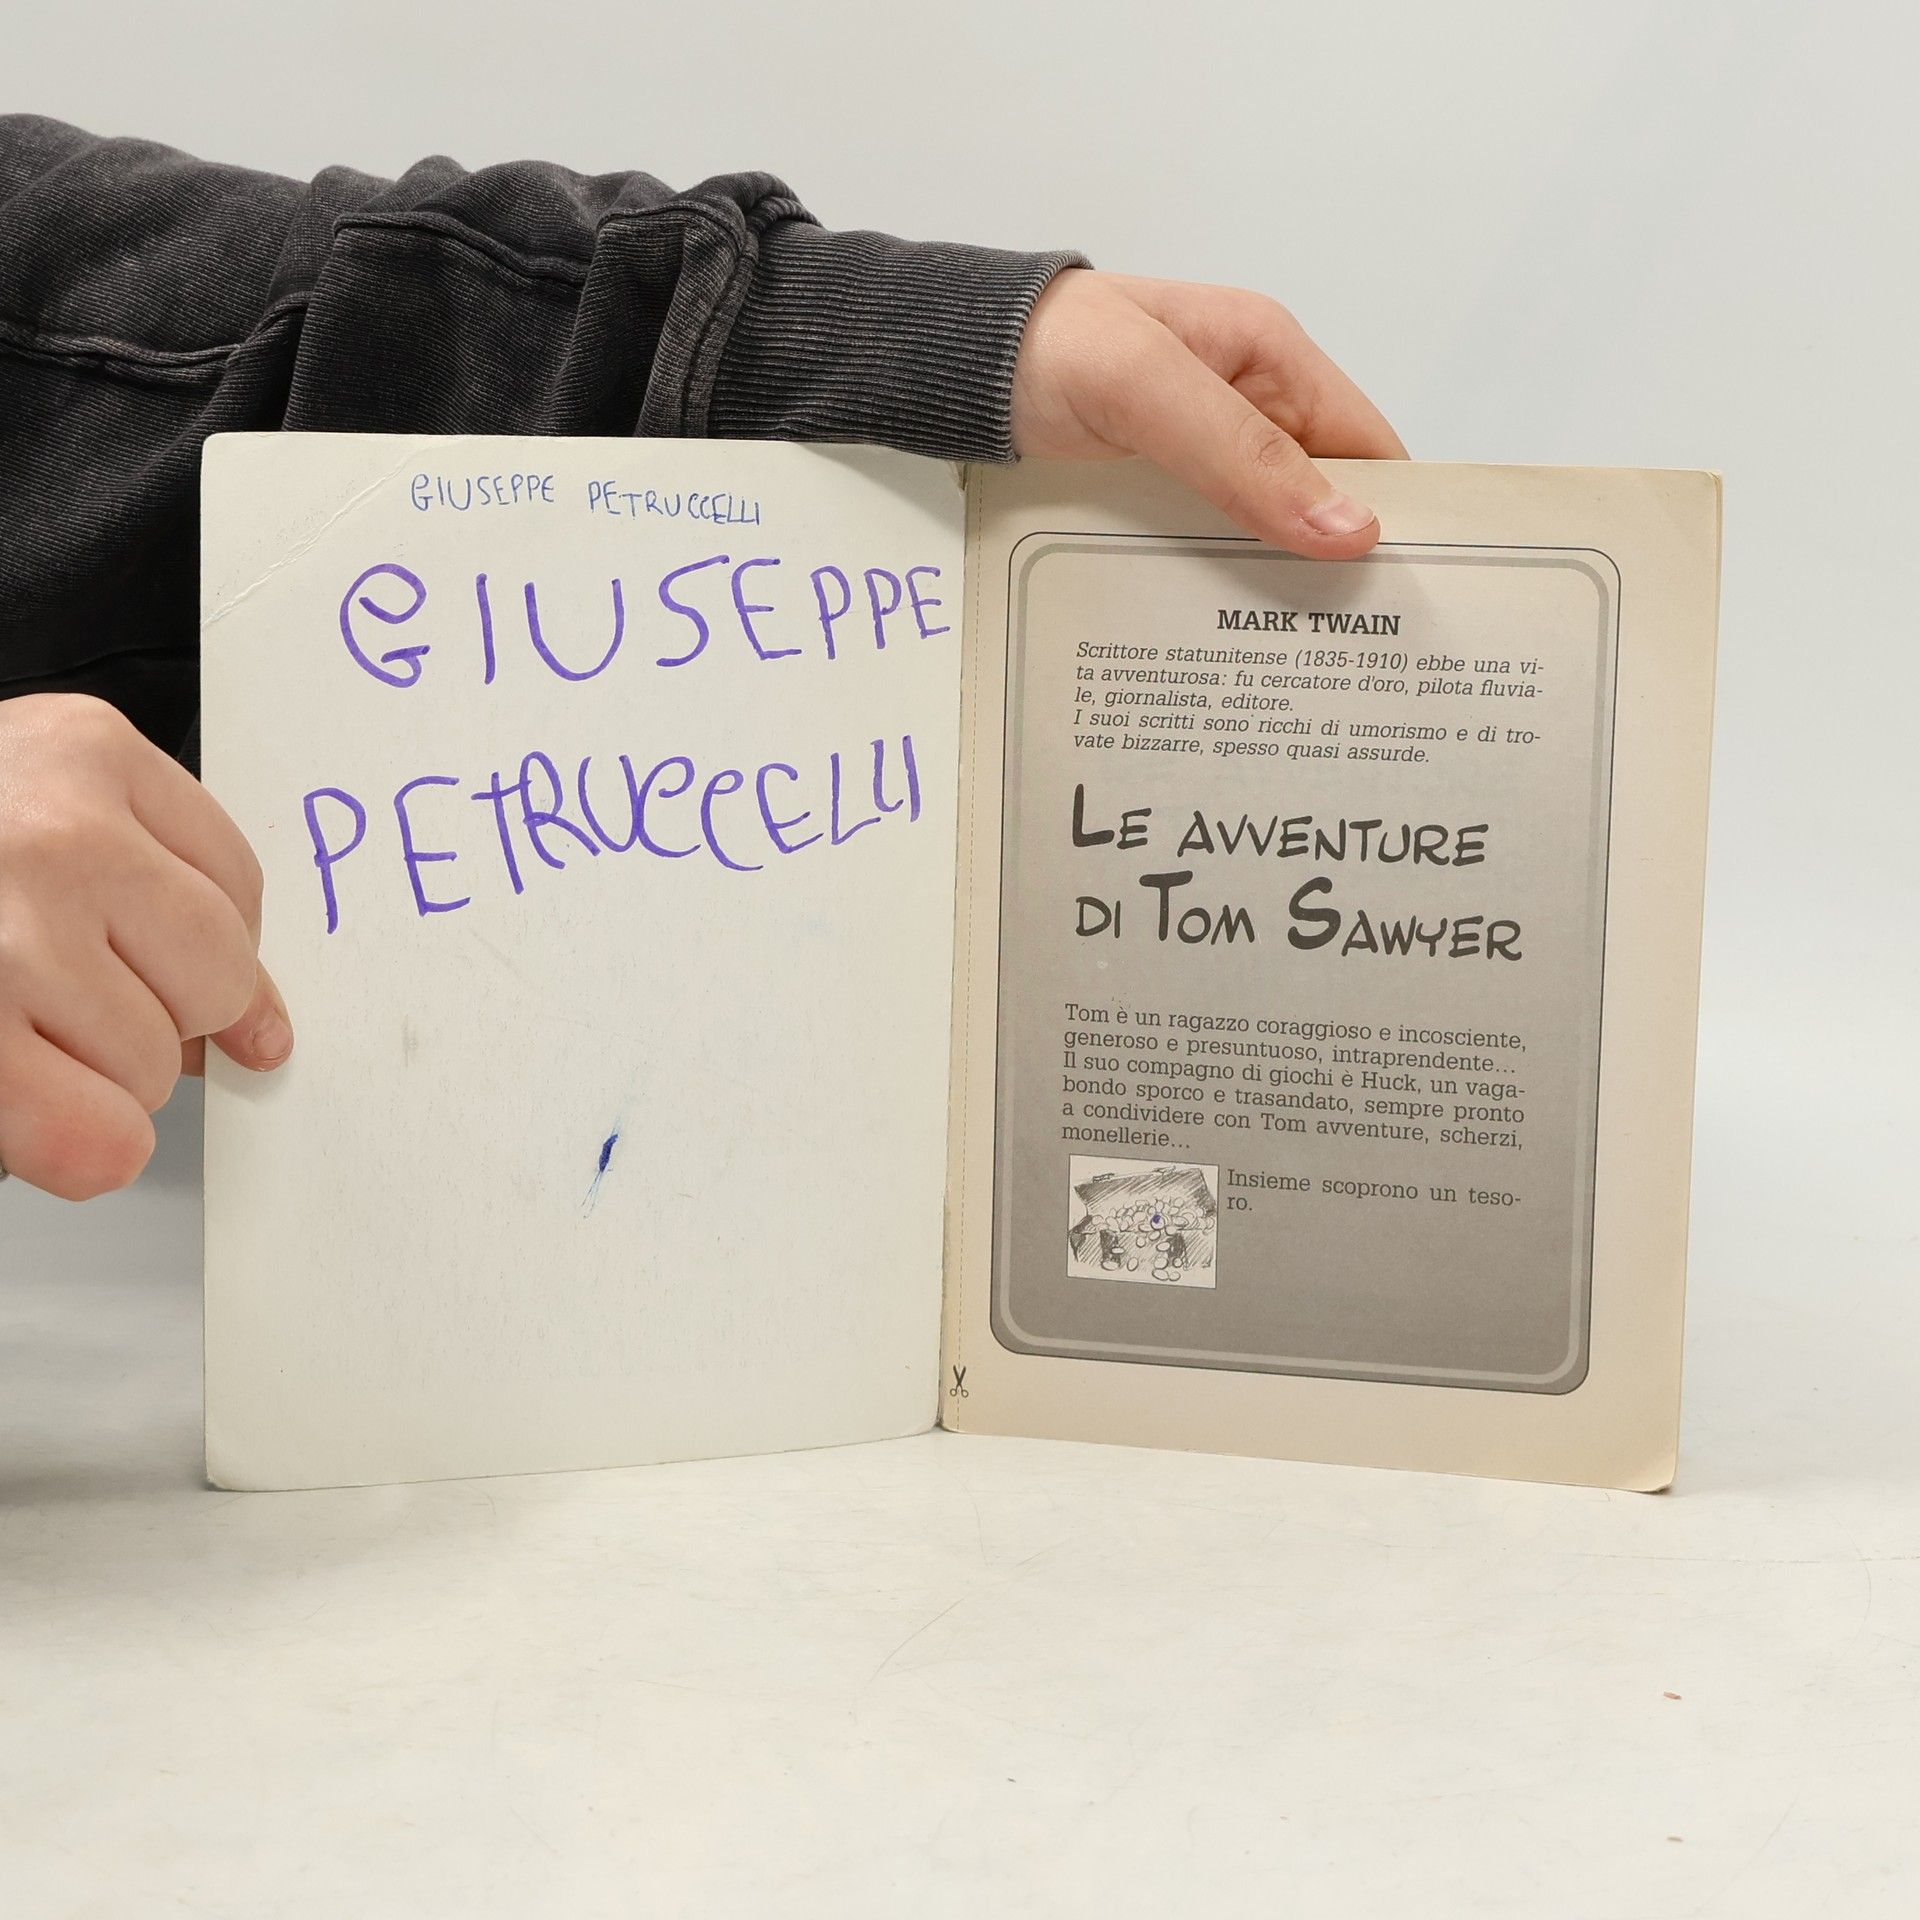 GIUSEPPE PETRUCCELLI
GIUSEPPE
PETRUCCELLI
MARK TWAIN
Scrittore statunitense (1835-1910) ebbe una vi-
ta avventurosa: fu cercatore d'oro, pilota fluvia-
le, giornalista, editore.
I suoi scritti sono ricchi di umorismo e di tro-
vate bizzarre, spesso quasi assurde.
LE AVVENTURE
DI TOM SAWYER
Tom è un ragazzo coraggioso e incosciente,
generoso e presuntuoso, intraprendente...
Il suo compagno di giochi è Huck, un vaga-
bondo sporco e trasandato, sempre pronto
a condividere con Tom avventure, scherzi,
monellerie...
Insieme scoprono un teso-
ro.